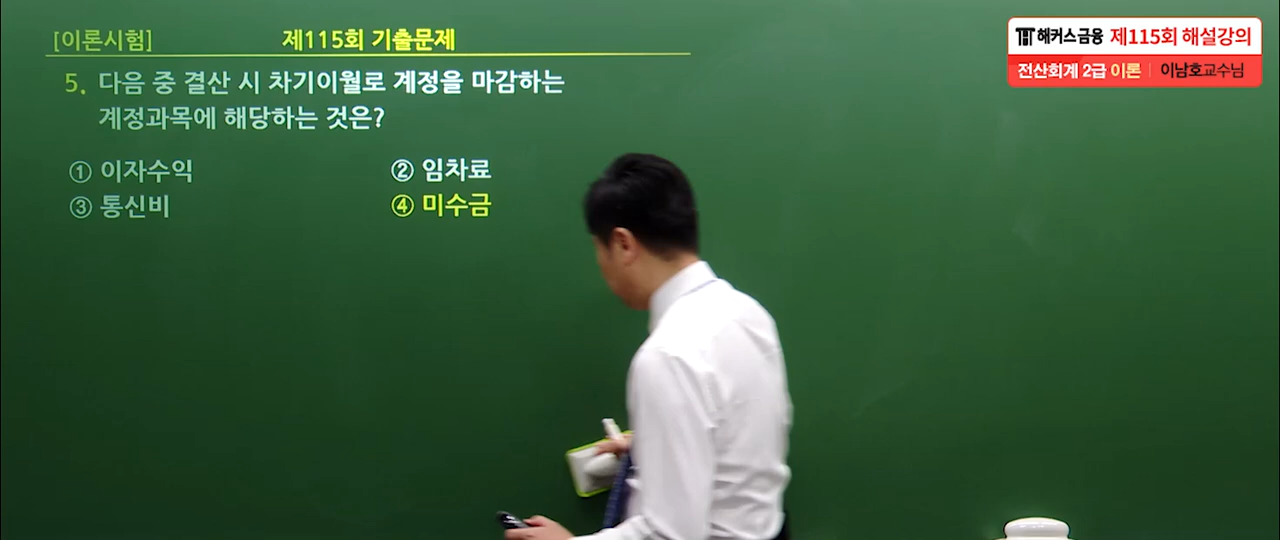 [이론시험] 제115회 기출문제
해커스금융 제115회 해설강의
전산회계 2급 이론 | 이남호교수님
5. 다음 중 결산 시 차기이월로 계정을 마감하는
계정과목에 해당하는 것은?
① 이자수익 ② 임차료
③ 통신비 ④ 미수금